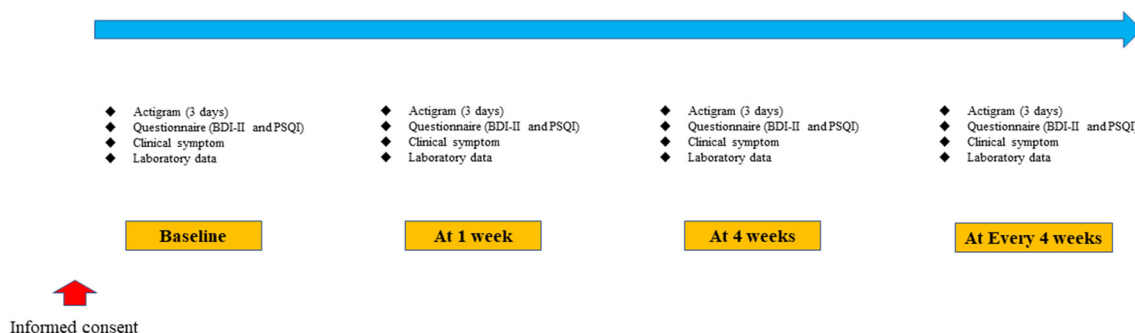 Actigram (3 days)
Questionnaire (BDI-II and PSQI)
Clinical symptom
Laboratory data
Actigram (3 days)
Questionnaire (BDI-II and PSQI)
Clinical symptom
Laboratory data
Actigram (3 days)
Questionnaire (BDI-II and PSQI)
Clinical symptom
Laboratory data
Actigram (3 days)
Questionnaire (BDI-II and PSQI)
Clinical symptom
Laboratory data
Baseline
At 1 week
At 4 weeks
At Every 4 weeks
Informed consent